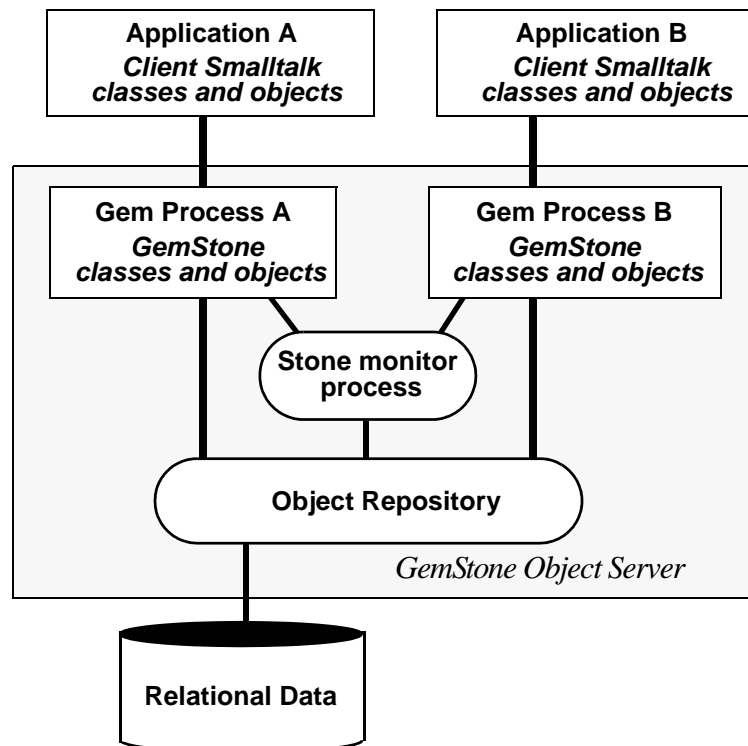 Application A
Client Smalltalk
classes and objects
Application B
Client Smalltalk
classes and objects
Gem Process A
GemStone
classes and objects
Gem Process B
GemStone
classes and objects
Stone monitor
process
Object Repository
GemStone Object Server
Relational Data